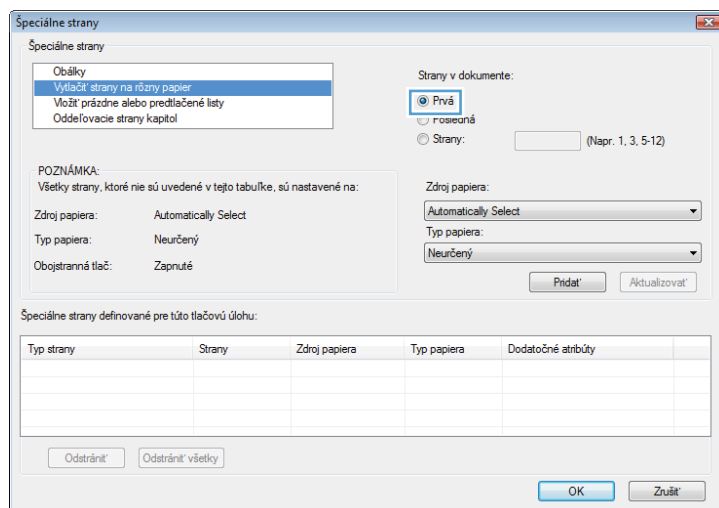 Špeciálne strany
Špeciálne strany
Obálky
Vytlačiť strany na rôzny papier
Vložiť prázdne alebo predtlačené listy
Oddeľovacie strany kapitol
Strany v dokumente:
Prvá
Posledná
Strany:
(Napr. 1, 3, 5-12)
POZNÁMKA:
Všetky strany, ktoré nie sú uvedené v tejto tabuľke, sú nastavené na:
Zdroj papiera: Automatically Select
Typ papiera: Neurčený
Obojstranná tlač: Zapnuté
Zdroj papiera:
Automatically Select
Typ papiera:
Neurčený
Pridať Aktualizovať
Špeciálne strany definované pre túto tlačovú úlohu:
Typ strany Strany Zdroj papiera Typ papiera Dodatočné atribúty
Odstrániť Odstrániť všetky
OK Zrušiť